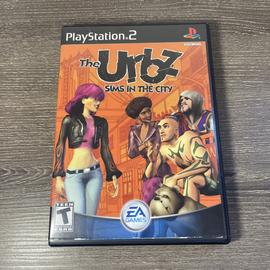 PlayStation.2
The Urbz
SIMS IN THE CITY
T
EA
GAMES